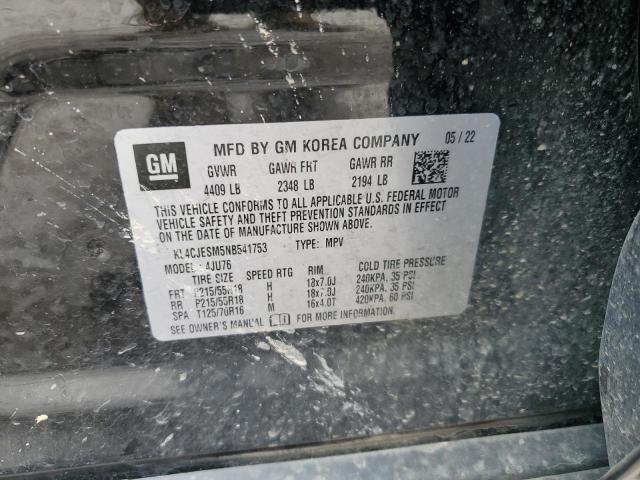 GM
MFD BY GM KOREA COMPANY 05 / 22
GVWR GAWR FRT GAWR RR
4409 LB 2348 LB 2194 LB
THIS VEHICLE CONFORMS TO ALL APPLICABLE U.S. FEDERAL MOTOR
VEHICLE SAFETY AND THEFT PREVENTION STANDARDS IN EFFECT
ON THE DATE OF MANUFACTURE SHOWN ABOVE.
KL4CJESM5NB541753 TYPE: MPV
MODEL: 4JU76
TIRE SIZE SPEED RTG RIM COLD TIRE PRESSURE
FRT P215/55R18 H 18x7.0J 240KPA, 35 PSI
RR P215/55R18 H 18x7.0J 240KPA, 35 PSI
SPA T125/70R16 M 16x4.0T 420KPA, 60 PSI
SEE OWNER'S MANUAL FOR MORE INFORMATION.